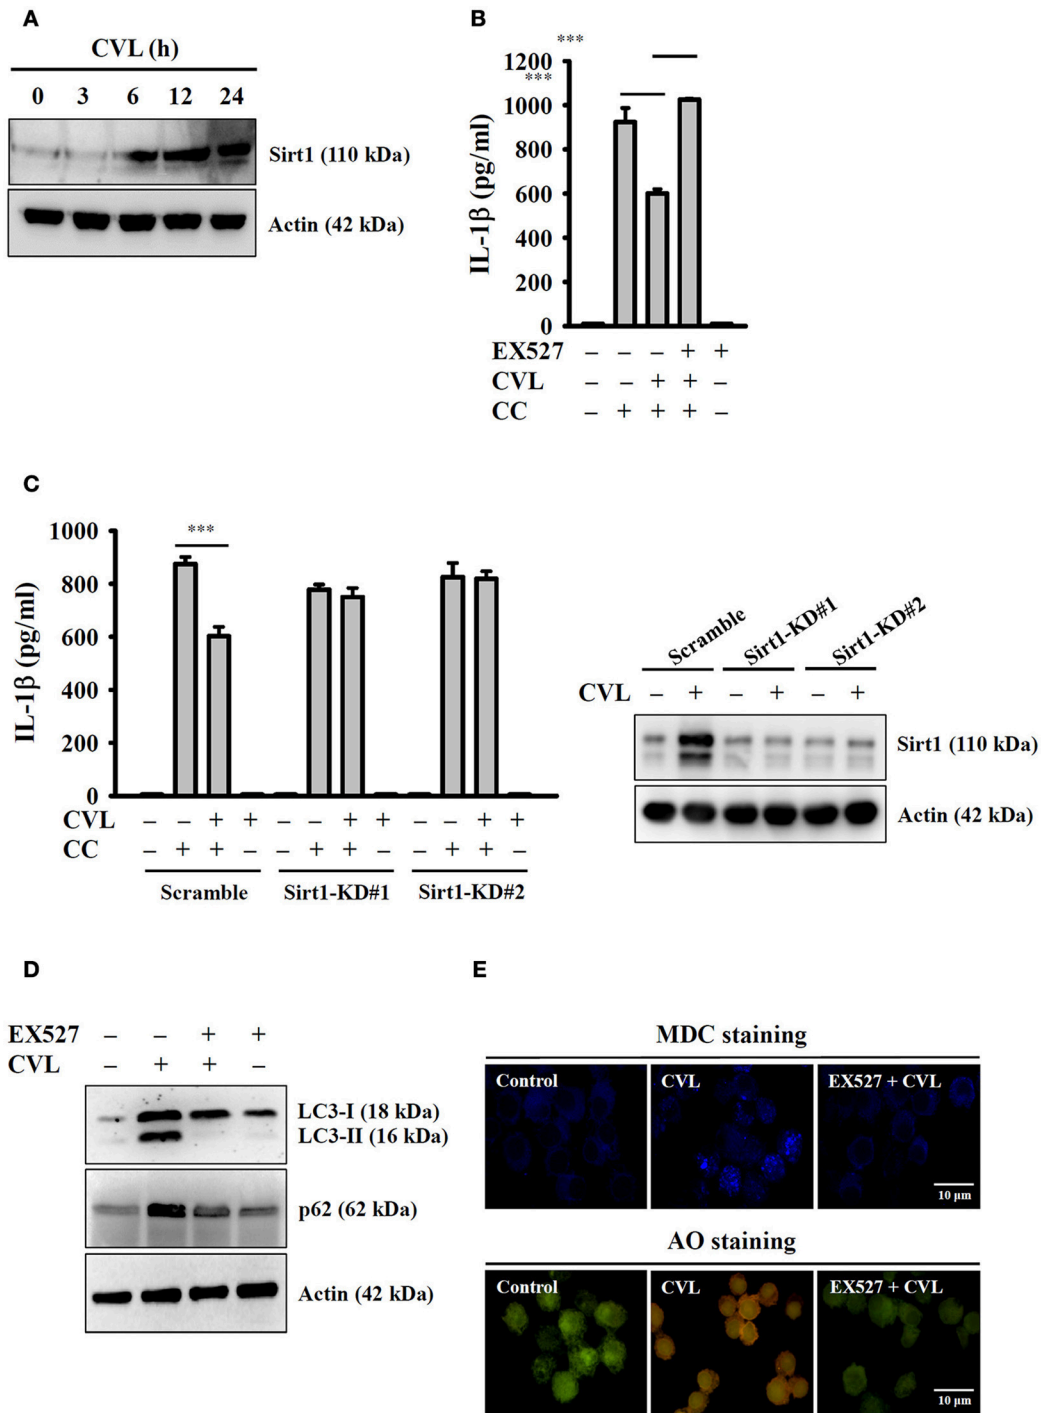 A
CVL (h)
0 3 6 12 24
Sirt1 (110 kDa)
Actin (42 kDa)
B
***
***
IL-1β (pg/ml)
1200
1000
800
600
400
200
0
EX527 – – – + +
CVL – – + + –
CC – + + + –
C
***
IL-1β (pg/ml)
1000
800
600
400
200
0
CVL – – + + – – + + – – + +
CC – + + – – + + – – + + –
Scramble Sirt1-KD#1 Sirt1-KD#2
Scramble Sirt1-KD#1 Sirt1-KD#2
CVL – + – + – +
Sirt1 (110 kDa)
Actin (42 kDa)
D
EX527 – – + +
CVL – + + –
LC3-I (18 kDa)
LC3-II (16 kDa)
p62 (62 kDa)
Actin (42 kDa)
E
MDC staining
Control CVL EX527 + CVL
10 μm
AO staining
Control CVL EX527 + CVL
10 μm